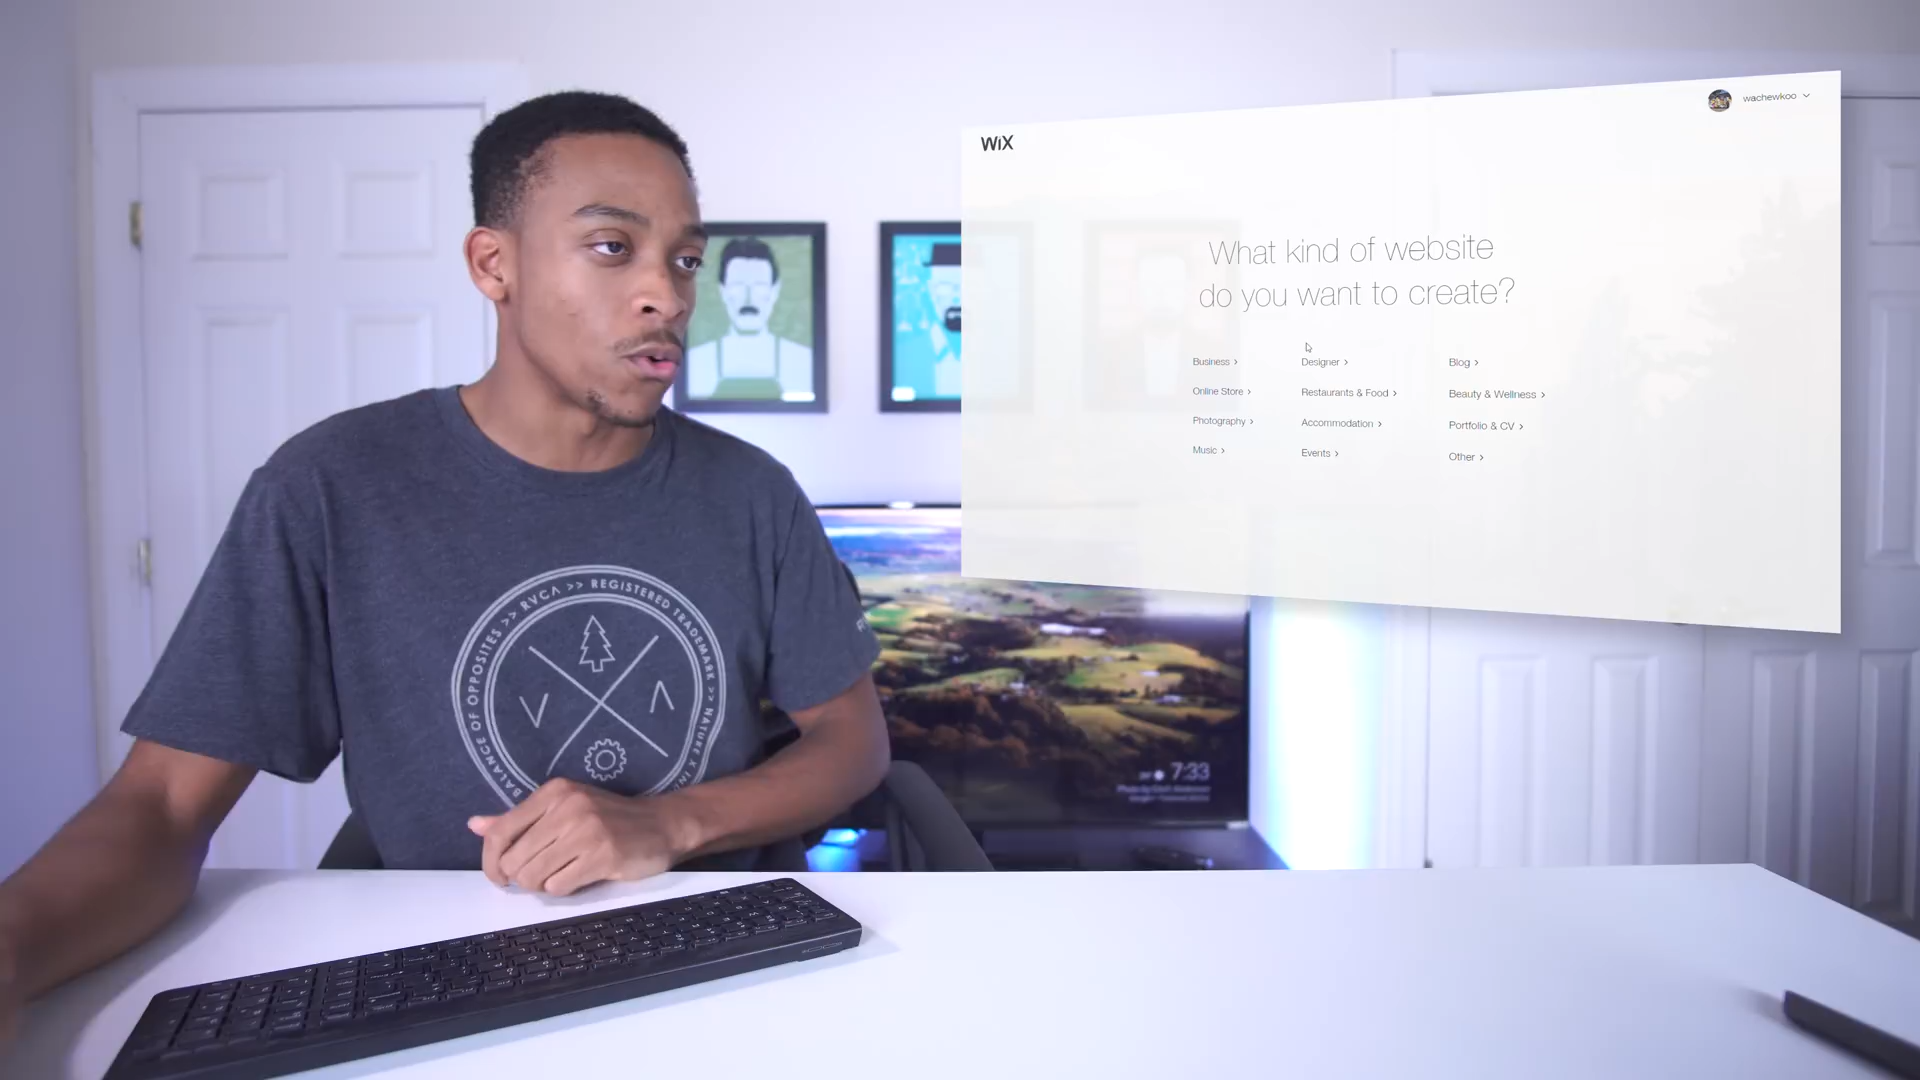 wachewkoo
WiX
What kind of website
do you want to create?
Business >
Designer >
Blog >
Online Store >
Restaurants & Food >
Beauty & Wellness >
Photography >
Accommodation >
Portfolio & CV >
Music >
Events >
Other >
BALANCE OF OPPOSITES >> RVCA >> REGISTERED TRADEMARK >> NATURE X
V Λ
7:33